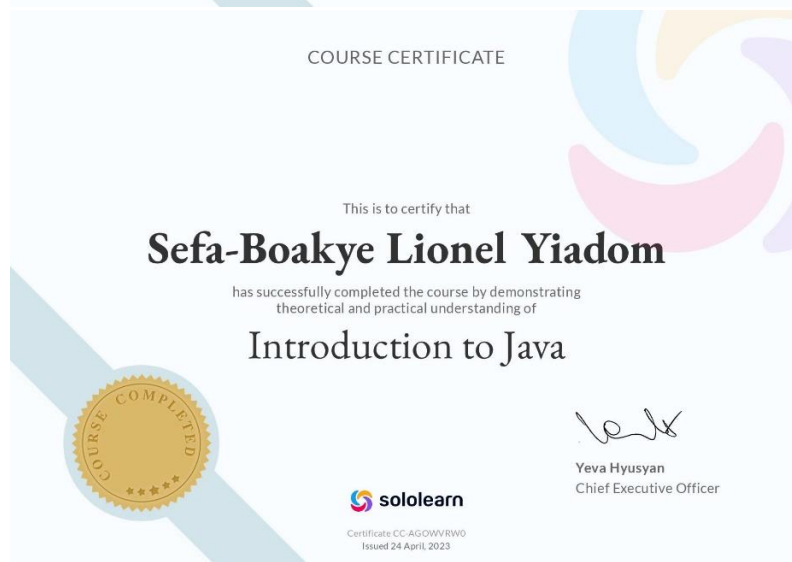 COURSE CERTIFICATE
This is to certify that
Sefa-Boakye Lionel Yiadom
has successfully completed the course by demonstrating
theoretical and practical understanding of
Introduction to Java
COURSE COMPLETED
Yeva Hyusyan
Chief Executive Officer
sololearn
Certificate CC-AGOWVRW0
Issued 24 April, 2023